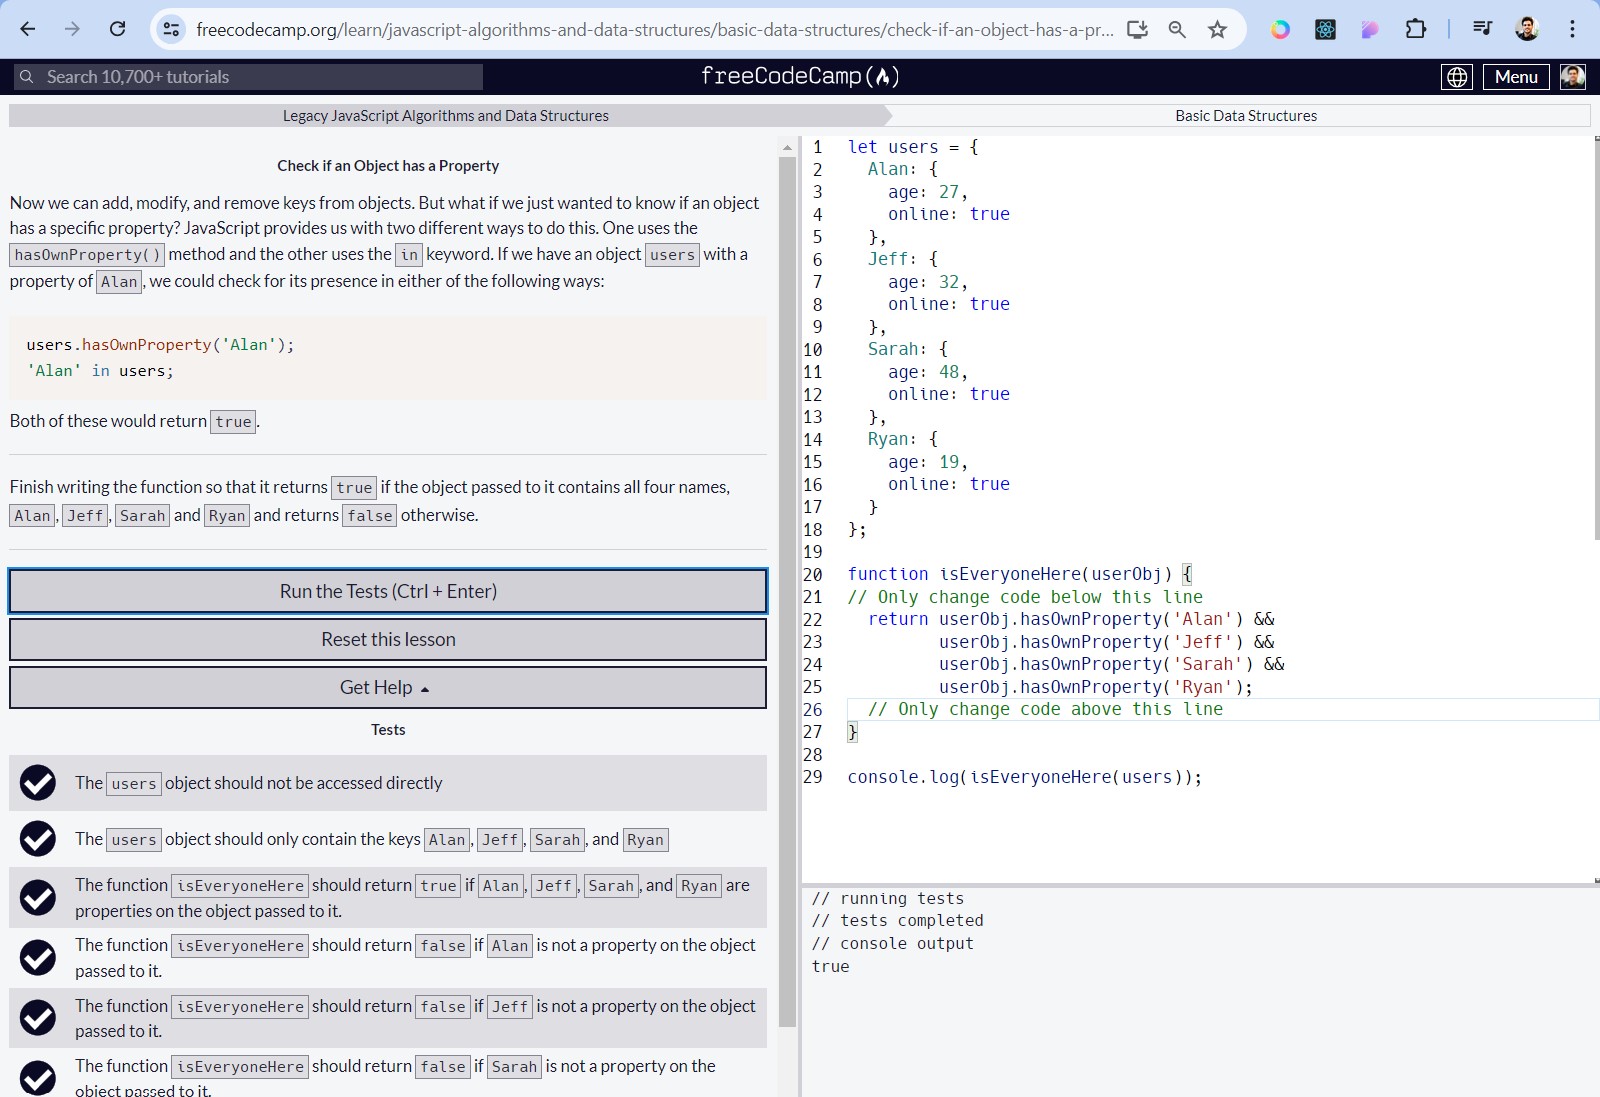 freecodecamp.org/learn/javascript-algorithms-and-data-structures/basic-data-structures/check-if-an-object-has-a-pr...
Search 10,700+ tutorials
freeCodeCamp(🔥)
Menu
Legacy JavaScript Algorithms and Data Structures
Basic Data Structures
Check if an Object has a Property
Now we can add, modify, and remove keys from objects. But what if we just wanted to know if an object
has a specific property? JavaScript provides us with two different ways to do this. One uses the
hasOwnProperty() method and the other uses the in keyword. If we have an object users with a
property of Alan, we could check for its presence in either of the following ways:
users.hasOwnProperty('Alan');
'Alan' in users;
Both of these would return true.
Finish writing the function so that it returns true if the object passed to it contains all four names,
Alan, Jeff, Sarah and Ryan and returns false otherwise.
Run the Tests (Ctrl + Enter)
Reset this lesson
Get Help
Tests
The users object should not be accessed directly
The users object should only contain the keys Alan, Jeff, Sarah, and Ryan
The function isEveryoneHere should return true if Alan, Jeff, Sarah, and Ryan are
properties on the object passed to it.
The function isEveryoneHere should return false if Alan is not a property on the object
passed to it.
The function isEveryoneHere should return false if Jeff is not a property on the object
passed to it.
The function isEveryoneHere should return false if Sarah is not a property on the
object passed to it.
1 let users = {
2 Alan: {
3 age: 27,
4 online: true
5 },
6 Jeff: {
7 age: 32,
8 online: true
9 },
10 Sarah: {
11 age: 48,
12 online: true
13 },
14 Ryan: {
15 age: 19,
16 online: true
17 }
18 };
19
20 function isEveryoneHere(userObj) {
21 // Only change code below this line
22 return userObj.hasOwnProperty('Alan') &&
23 userObj.hasOwnProperty('Jeff') &&
24 userObj.hasOwnProperty('Sarah') &&
25 userObj.hasOwnProperty('Ryan');
26 // Only change code above this line
27 }
28
29 console.log(isEveryoneHere(users));
// running tests
// tests completed
// console output
true